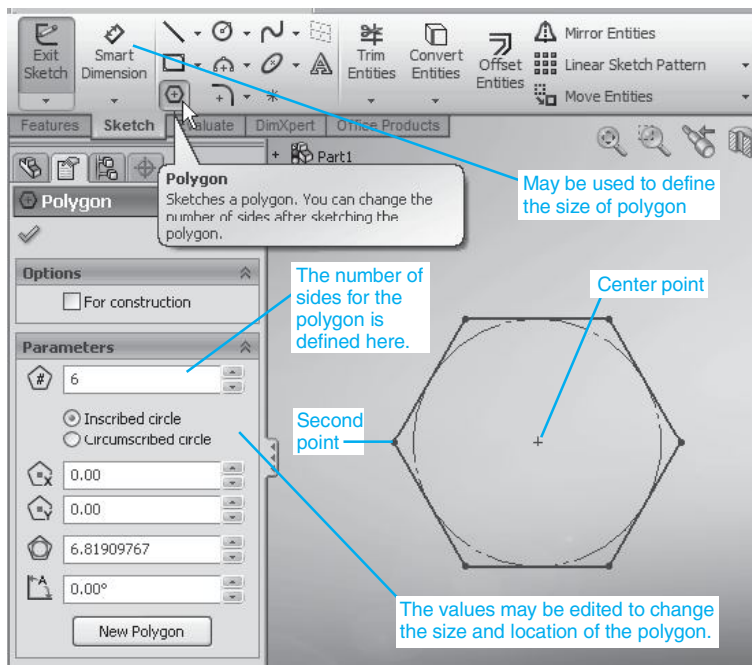 Exit
Sketch
Smart
Dimension
Trim
Entities
Convert
Entities
Offset
Entities
Mirror Entities
Linear Sketch Pattern
Move Entities
Features
Sketch
Evaluate
DimXpert
Office Products
+ Part1
Polygon
Sketches a polygon. You can change the
number of sides after sketching the
polygon.
May be used to define
the size of polygon
Polygon
Options
For construction
The number of
sides for the
polygon is
defined here.
Center point
Parameters
#
6
Inscribed circle
Circumscribed circle
Second
point
x
0.00
Y
0.00
6.81909767
A
0.00°
The values may be edited to change
the size and location of the polygon.
New Polygon